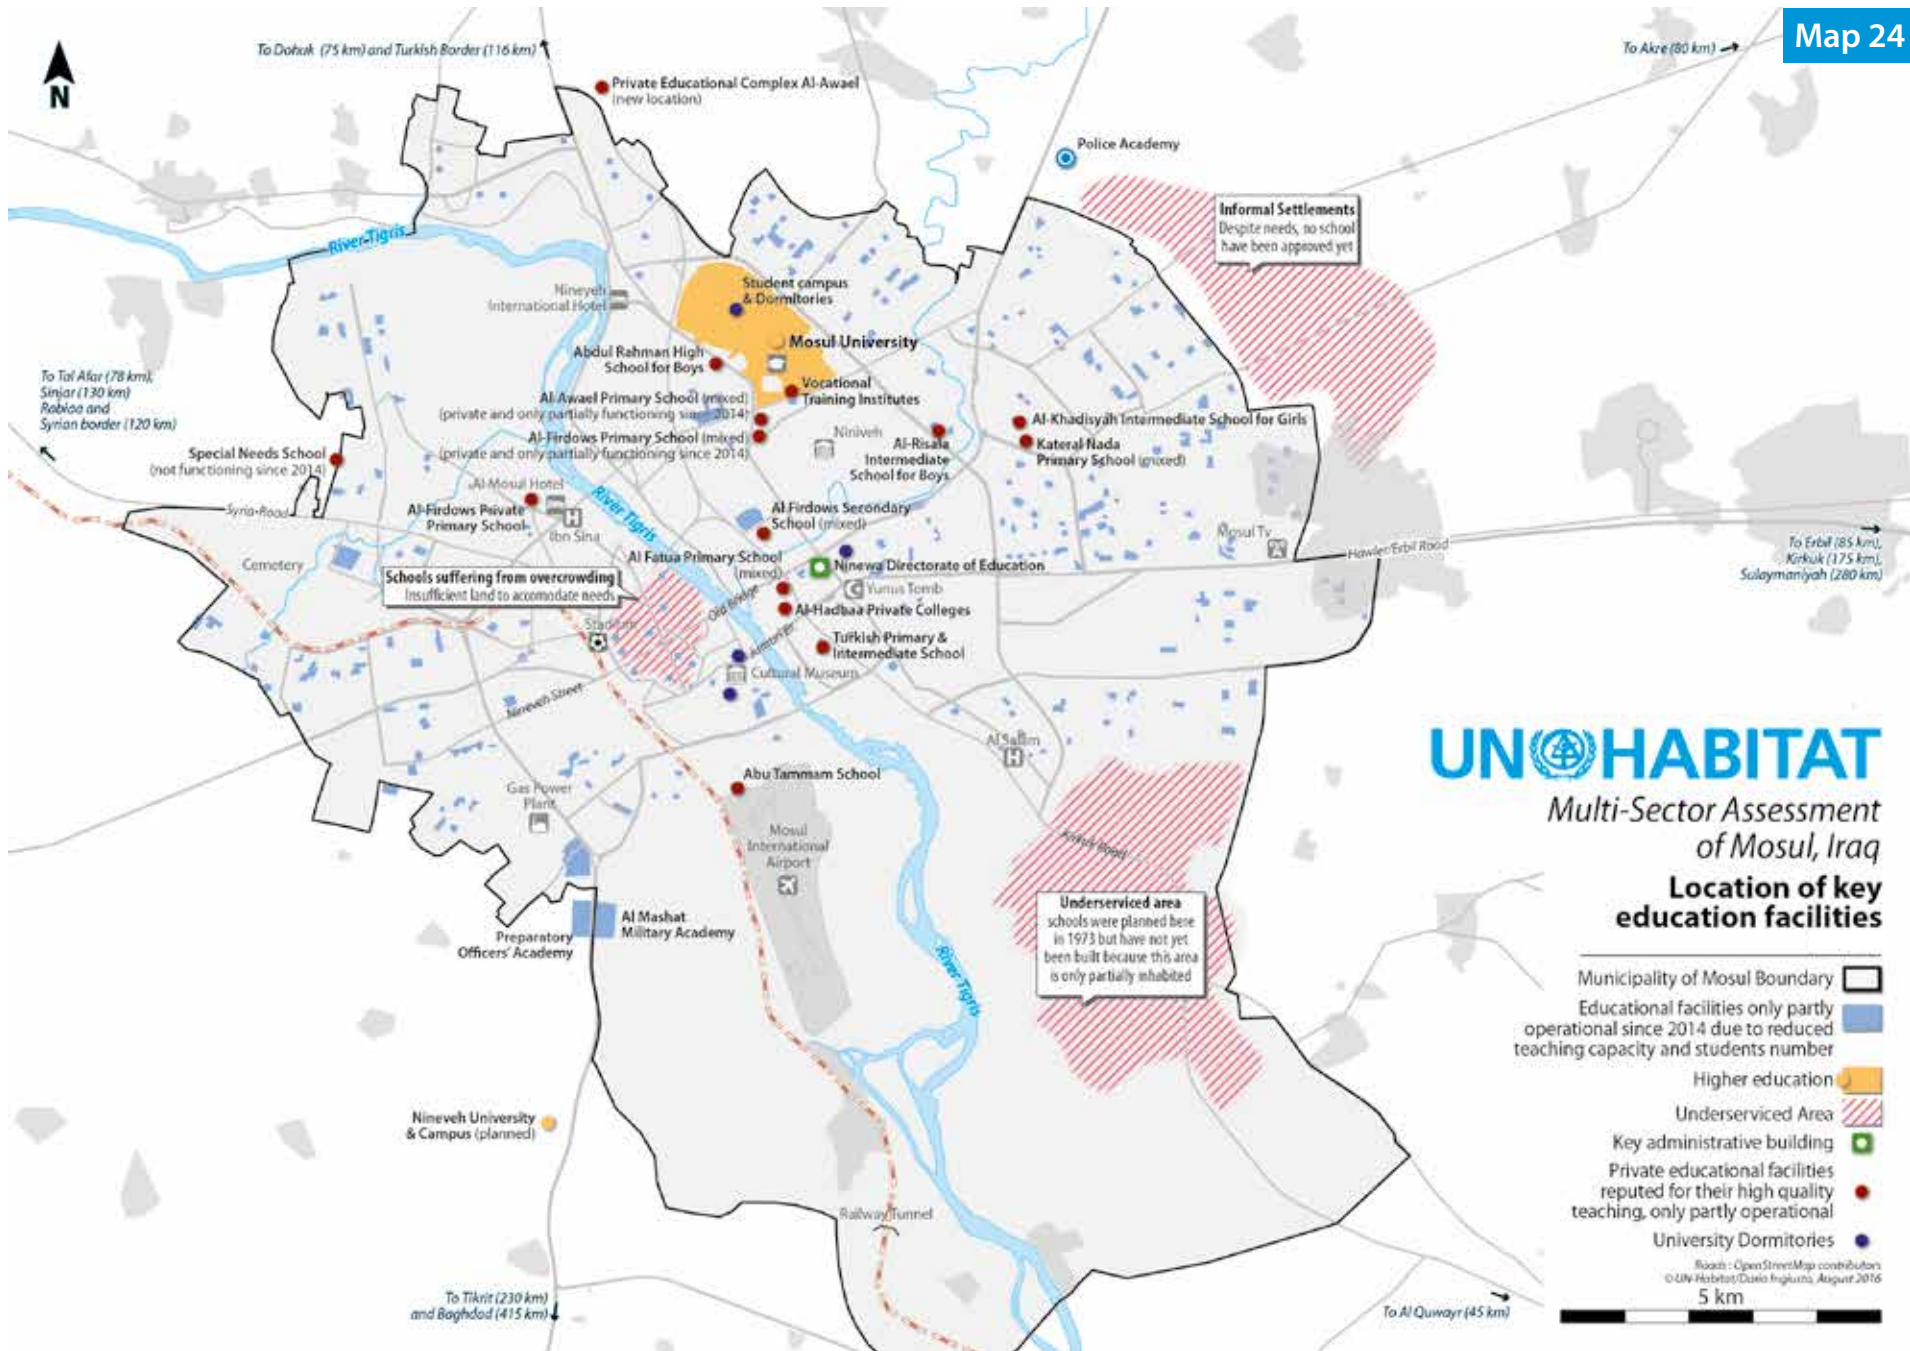 Map 24
To Dohuk (75 km) and Turkish Border (116 km)
To Akre (80 km)
N
Private Educational Complex Al-Awael
(new location)
Police Academy
Informal Settlements
Despite needs, no school
have been approved yet
River Tigris
Student campus
& Dormitories
Nineveh
International Hotel
Mosul University
Abdul Rahman High
School for Boys
Vocational
Training Institutes
To Tal Afar (78 km),
Sinjar (130 km)
Rabiaa and
Syrian border (120 km)
Al-Awael Primary School (mixed)
(private and only partially functioning since 2014)
Al-Firdows Primary School (mixed)
(private and only partially functioning since 2014)
Niniveh
Al-Risala
Intermediate
School for Boys
Al-Khadisyah Intermediate School for Girls
Kateral Nada
Primary School (mixed)
Special Needs School
(not functioning since 2014)
Al-Mosul Hotel
Al-Firdows Private
Primary School
Ibn Sina
River Tigris
Al Firdows Secondary
School (mixed)
Syria Road
Mosul Tv
Hawler/Erbil Road
To Erbil (85 km),
Kirkuk (175 km),
Sulaymaniyah (280 km)
Cemetery
Al Fatua Primary School
(mixed)
Ninewa Directorate of Education
Schools suffering from overcrowding
Insufficient land to accomodate needs
Yunus Tomb
Old Bridge
Al-Hadbaa Private Colleges
Stadium
Turkish Primary &
Intermediate School
Cultural Museum
Nineveh Street
Al Salam
Abu Tammam School
Gas Power
Plant
Mosul
International
Airport
Kirkuk Road
Underserviced area
schools were planned here
in 1973 but have not yet
been built because this area
is only partially inhabited
Al Mashat
Military Academy
Preparatory
Officers' Academy
River Tigris
Nineveh University
& Campus (planned)
Railway Tunnel
To Tikrit (230 km)
and Baghdad (415 km)
To Al Quwayr (45 km)
UN HABITAT
Multi-Sector Assessment
of Mosul, Iraq
Location of key
education facilities
Municipality of Mosul Boundary
Educational facilities only partly
operational since 2014 due to reduced
teaching capacity and students number
Higher education
Underserviced Area
Key administrative building
Private educational facilities
reputed for their high quality
teaching, only partly operational
University Dormitories
Roads : OpenStreetMap contributors
August 2016
5 km